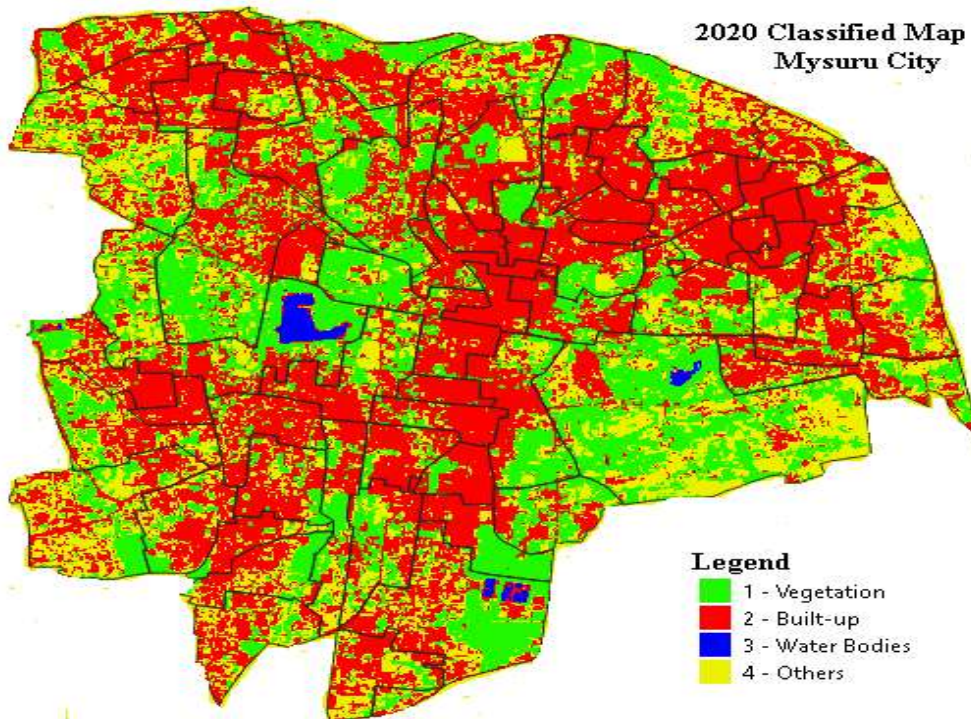 2020 Classified Map
Mysuru City
Legend
1 - Vegetation
2 - Built-up
3 - Water Bodies
4 - Others